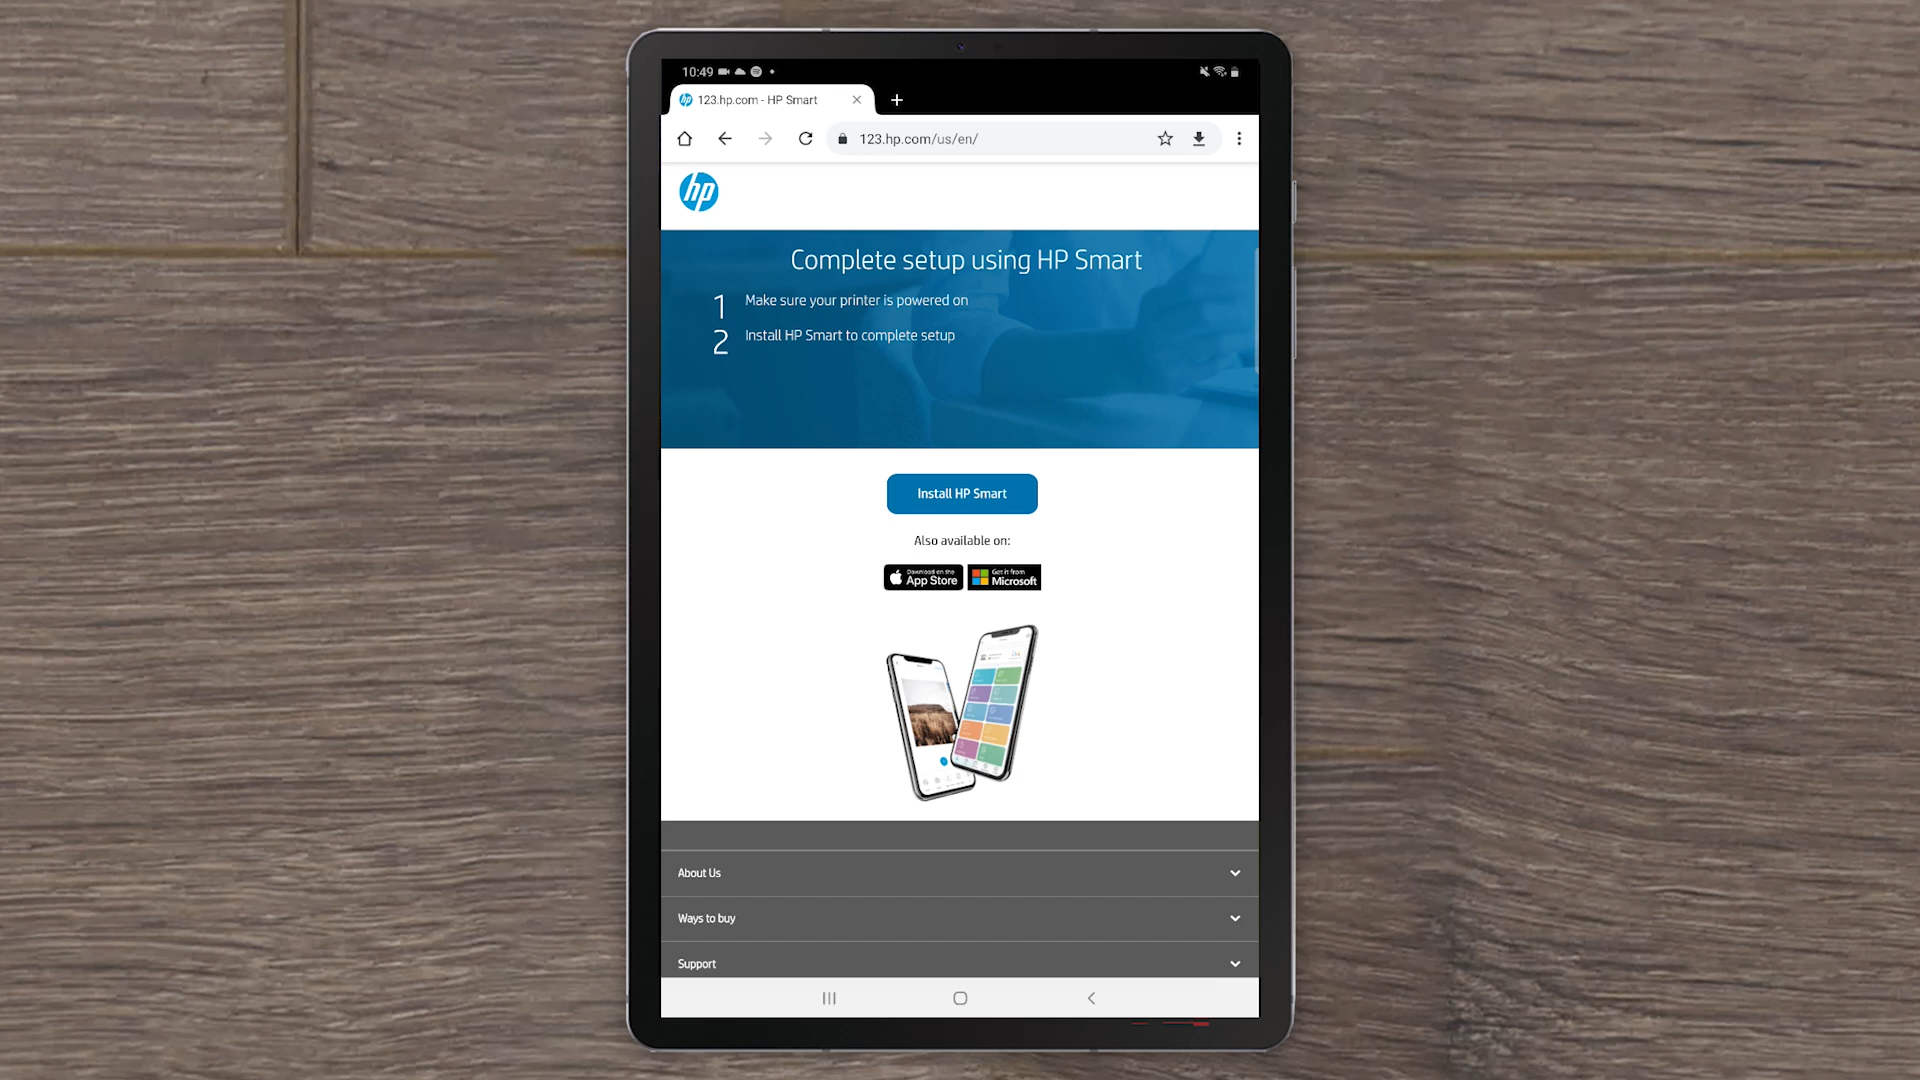 10:49
123.hp.com - HP Smart
123.hp.com/us/en/
hp
Complete setup using HP Smart
1 Make sure your printer is powered on
2 Install HP Smart to complete setup
Install HP Smart
Also available on:
Download on the
App Store
Get it from
Microsoft
About Us
Ways to buy
Support